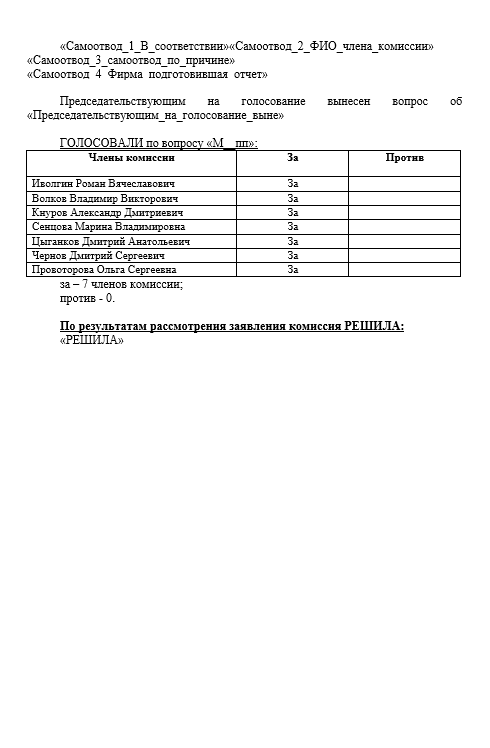 «Самоотвод_1_В_соответствии»«Самоотвод_2_ФИО_члена_комиссии»
«Самоотвод_3_самоотвод_по_причине»
«Самоотвод_4_Фирма_подготовившая_отчет»
Председательствующим на голосование вынесен вопрос об
«Председательствующим_на_голосование_выне»
ГОЛОСОВАЛИ по вопросу «М__пп»:
Члены комиссии За Против
Иволгин Роман Вячеславович За
Волков Владимир Викторович За
Кнуров Александр Дмитриевич За
Сенцова Марина Владимировна За
Цыганков Дмитрий Анатольевич За
Чернов Дмитрий Сергеевич За
Провоторова Ольга Сергеевна За
за – 7 членов комиссии;
против - 0.
По результатам рассмотрения заявления комиссия РЕШИЛА:
«РЕШИЛА»